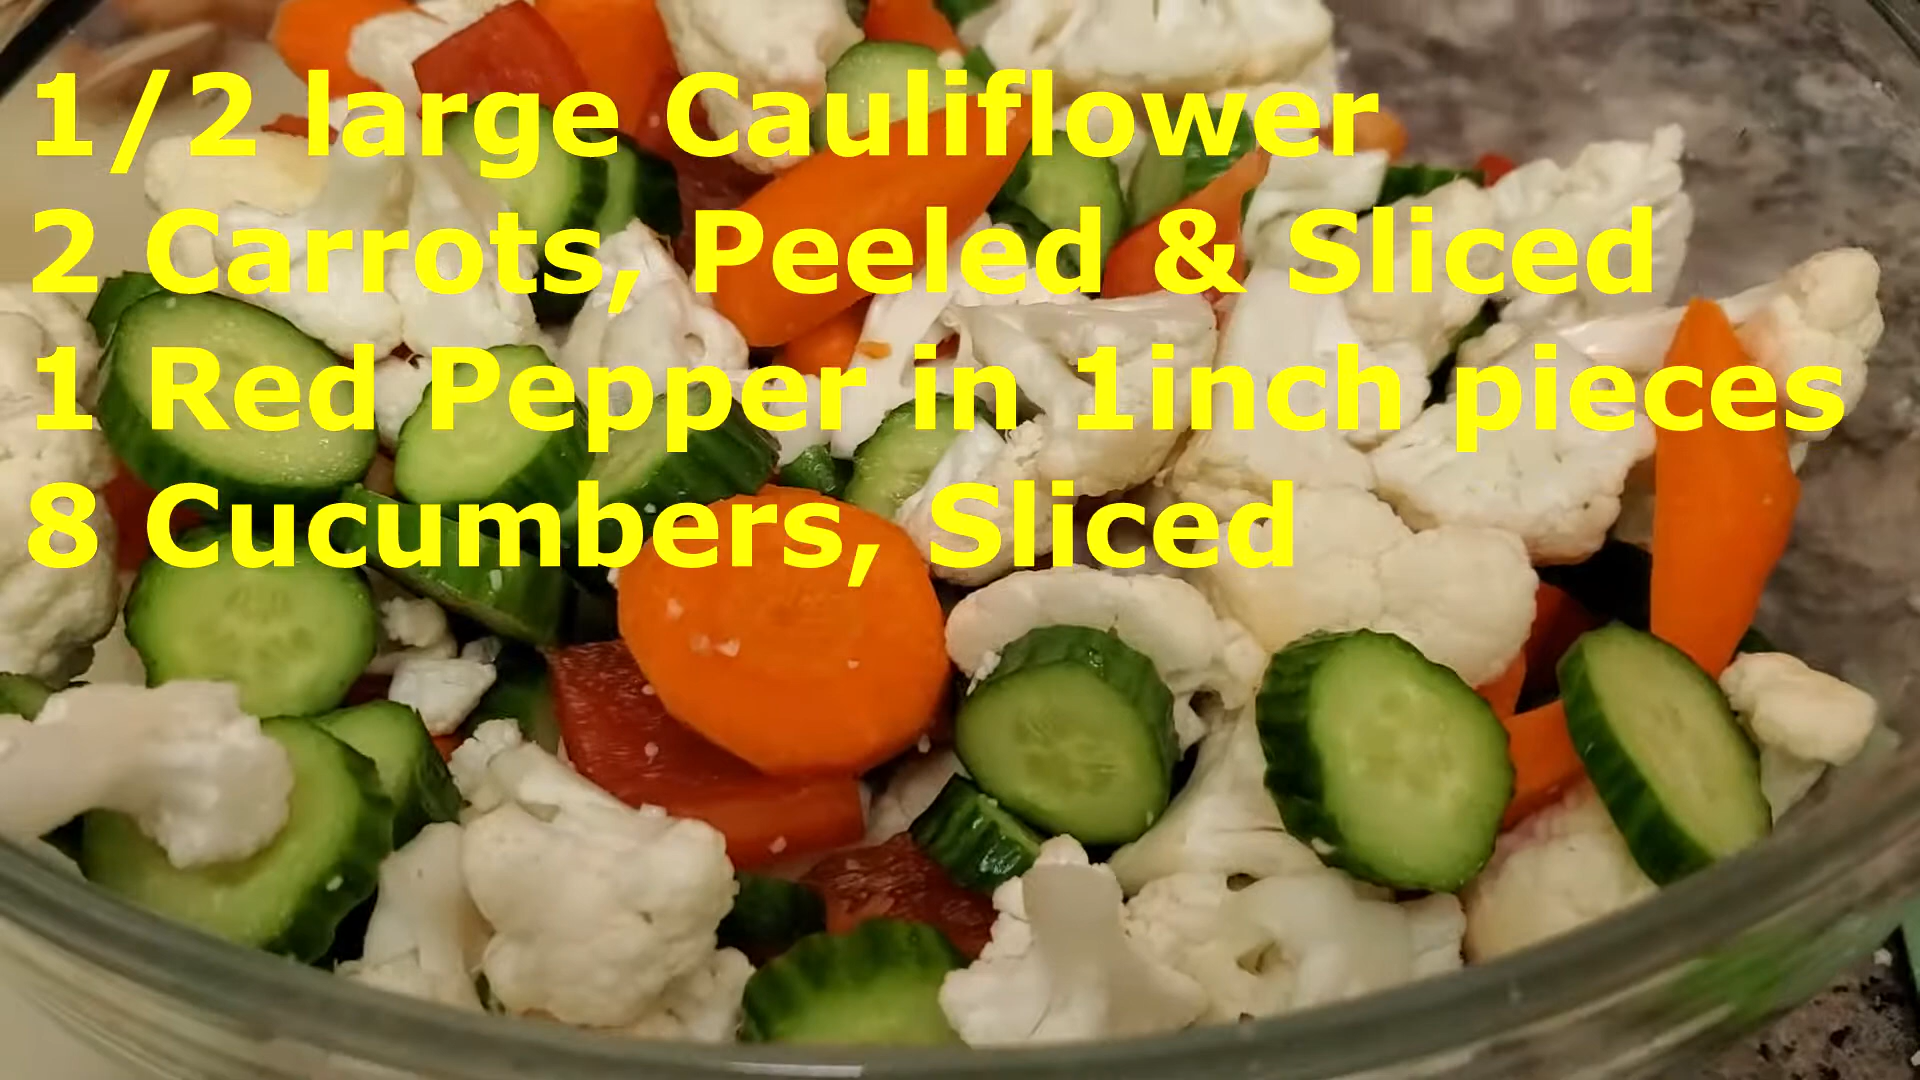 1/2 large Cauliflower
2 Carrots, Peeled & Sliced
1 Red Pepper in 1inch pieces
8 Cucumbers, Sliced